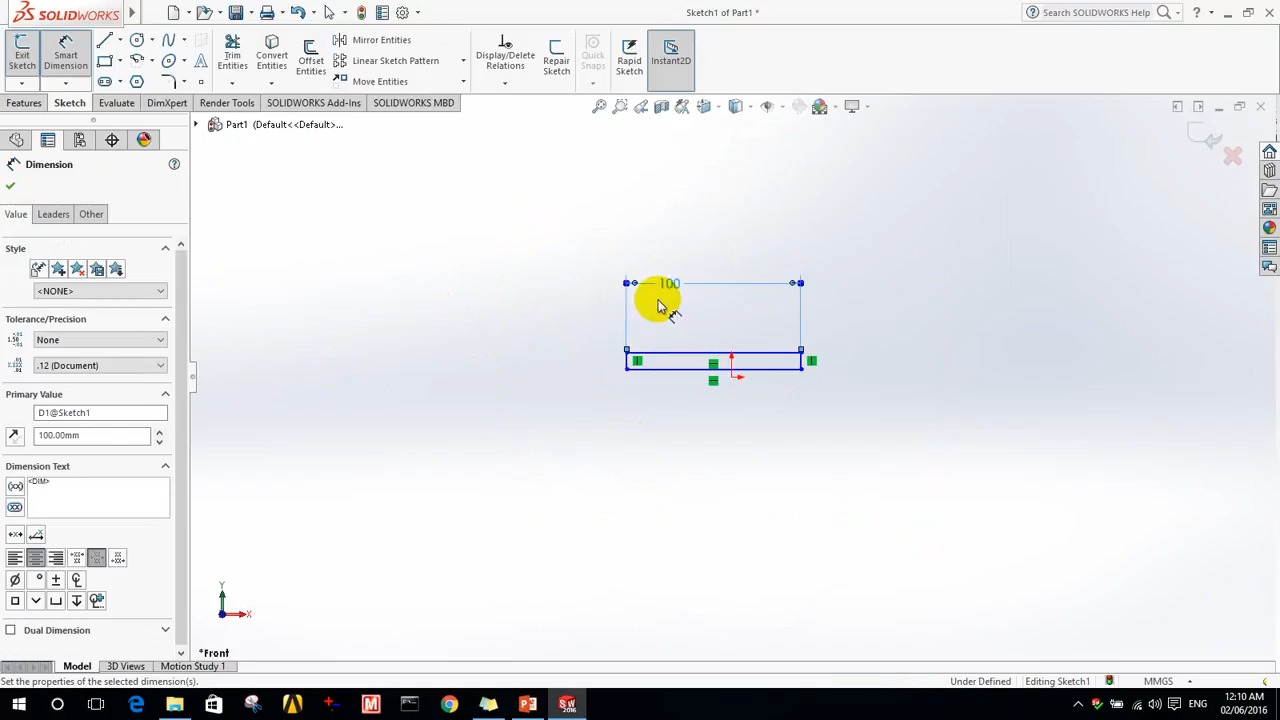 SOLIDWORKS
Sketch1 of Part1 *
Search SOLIDWORKS Help
Exit Sketch
Smart Dimension
Trim Entities
Convert Entities
Offset Entities
Mirror Entities
Linear Sketch Pattern
Move Entities
Display/Delete Relations
Repair Sketch
Quick Snaps
Rapid Sketch
Instant2D
Features
Sketch
Evaluate
DimXpert
Render Tools
SOLIDWORKS Add-Ins
SOLIDWORKS MBD
Part1 (Default<<Default>...
Dimension
Value
Leaders
Other
Style
<NONE>
Tolerance/Precision
None
.12 (Document)
Primary Value
D1@Sketch1
100.00mm
Dimension Text
<DIM>
Dual Dimension
100
Y
X
*Front
Model
3D Views
Motion Study 1
Set the properties of the selected dimension(s).
Under Defined
Editing Sketch1
MMGS
ENG
12:10 AM
02/06/2016